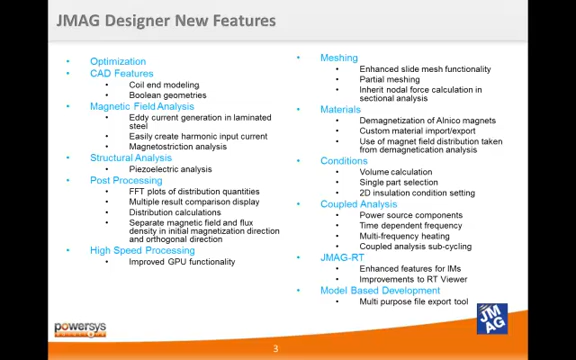 JMAG Designer New Features
• Optimization
• CAD Features
• Coil end modeling
• Boolean geometries
• Magnetic Field Analysis
• Eddy current generation in laminated
steel
• Easily create harmonic input current
• Magnetostriction analysis
• Structural Analysis
• Piezoelectric analysis
• Post Processing
• FFT plots of distribution quantities
• Multiple result comparison display
• Distribution calculations
• Separate magnetic field and flux
density in initial magnetization direction
and orthogonal direction
• High Speed Processing
• Improved GPU functionality
• Meshing
• Enhanced slide mesh functionality
• Partial meshing
• Inherit nodal force calculation in
sectional analysis
• Materials
• Demagnetization of Alnico magnets
• Custom material import/export
• Use of magnet field distribution taken
from demagnetication analysis
• Conditions
• Volume calculation
• Single part selection
• 2D insulation condition setting
• Coupled Analysis
• Power source components
• Time dependent frequency
• Multi-frequency heating
• Coupled analysis sub-cycling
• JMAG-RT
• Enhanced features for IMs
• Improvements to RT Viewer
• Model Based Development
• Multi purpose file export tool
powersys
3
JM
AG